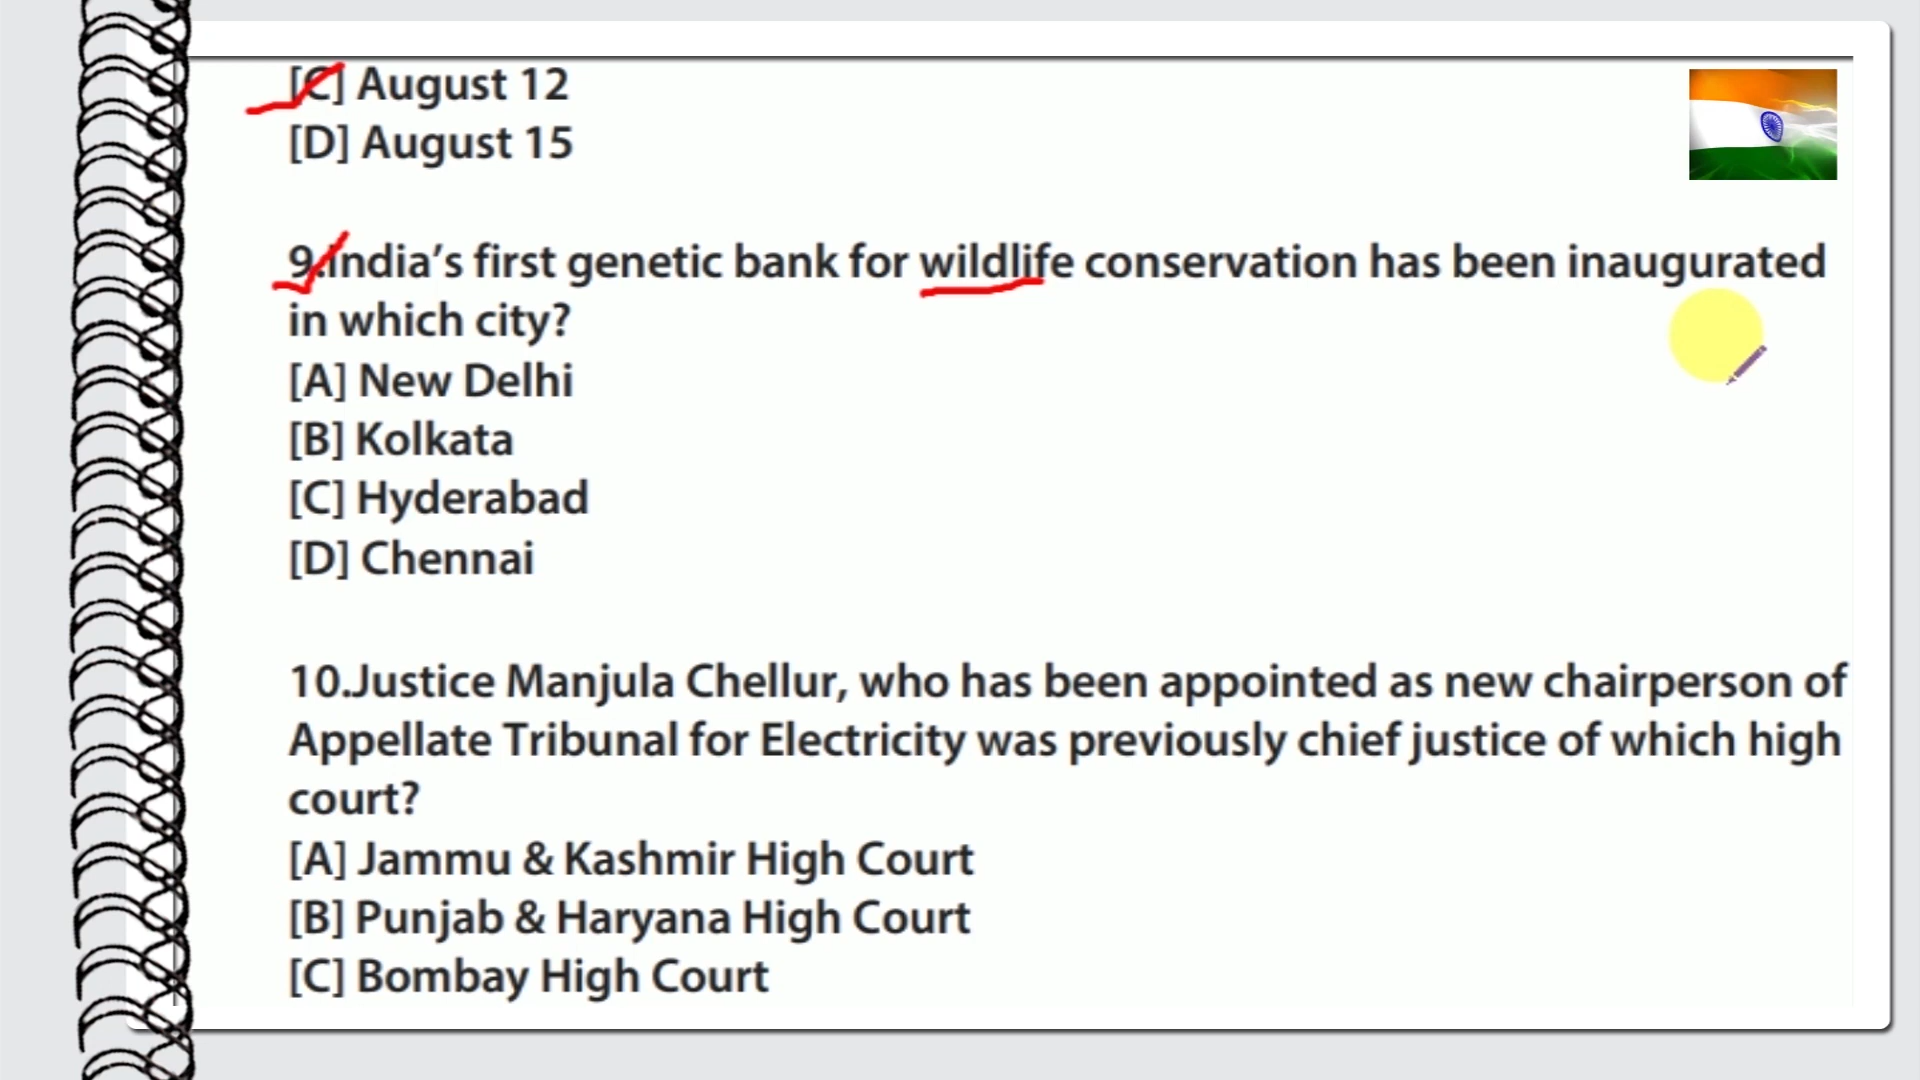 [C] August 12
[D] August 15
9.India’s first genetic bank for wildlife conservation has been inaugurated
in which city?
[A] New Delhi
[B] Kolkata
[C] Hyderabad
[D] Chennai
10.Justice Manjula Chellur, who has been appointed as new chairperson of
Appellate Tribunal for Electricity was previously chief justice of which high
court?
[A] Jammu & Kashmir High Court
[B] Punjab & Haryana High Court
[C] Bombay High Court